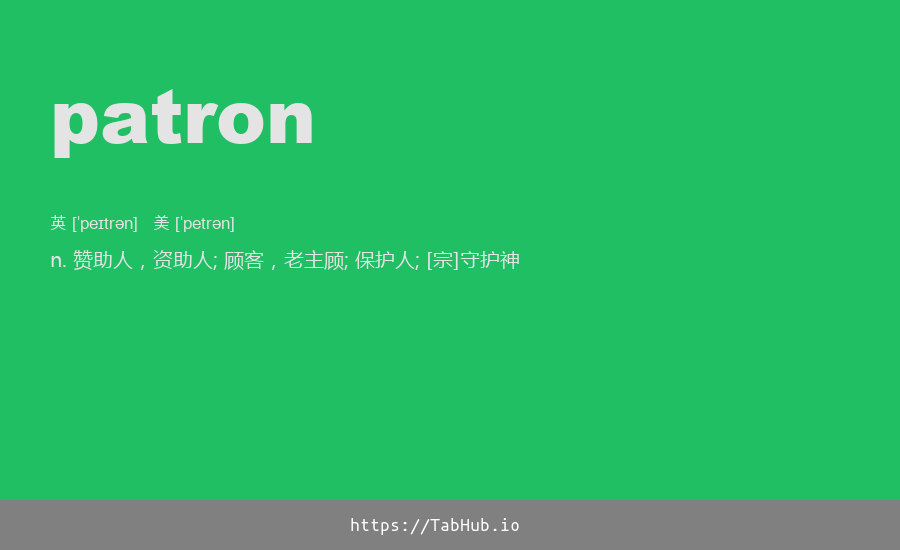 patron
英 [ˈpeɪtrən] 美 [ˈpetrən]
n. 赞助人，资助人; 顾客，老主顾; 保护人; [宗]守护神
https://TabHub.io